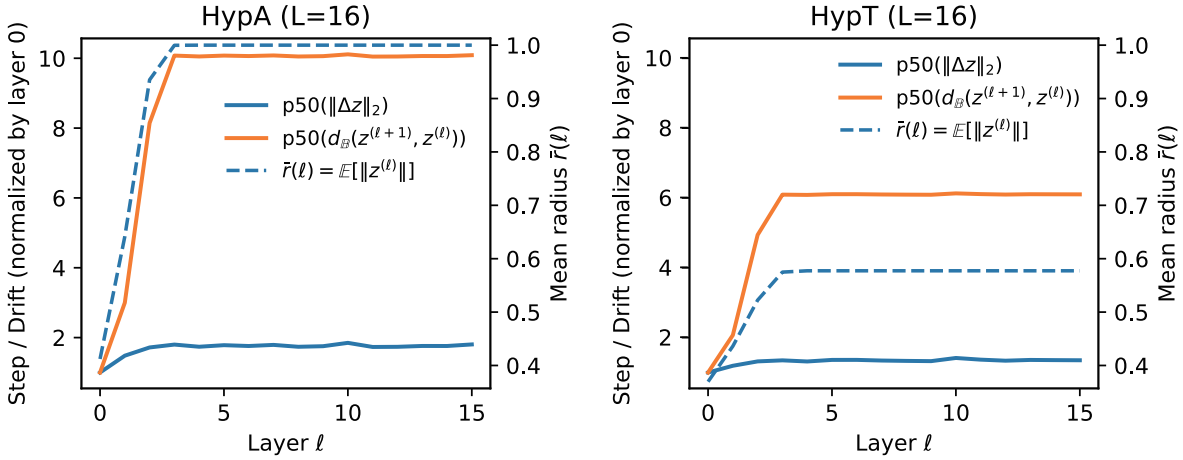 HypA (L=16)
Step / Drift (normalized by layer 0)
10
8
6
4
2
p50(‖Δz‖₂)
p50(d_𝔹(z^(ℓ+1), z^(ℓ)))
r̄(ℓ) = 𝔼[‖z^(ℓ)‖]
1.0
0.9
0.8
0.7
0.6
0.5
0.4
Mean radius r̄(ℓ)
0 5 10 15
Layer ℓ
HypT (L=16)
Step / Drift (normalized by layer 0)
10
8
6
4
2
p50(‖Δz‖₂)
p50(d_𝔹(z^(ℓ+1), z^(ℓ)))
r̄(ℓ) = 𝔼[‖z^(ℓ)‖]
1.0
0.9
0.8
0.7
0.6
0.5
0.4
Mean radius r̄(ℓ)
0 5 10 15
Layer ℓ